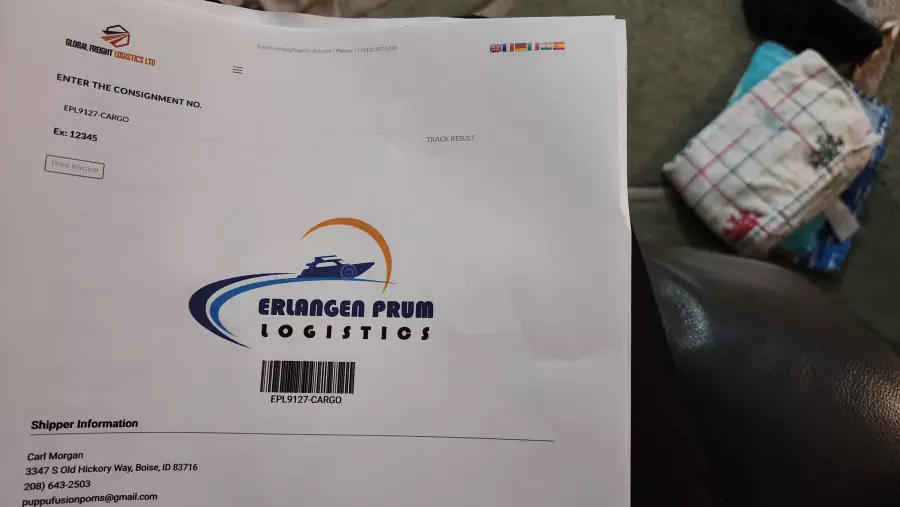 GLOBAL FREIGHT LOGISTICS LTD
ENTER THE CONSIGNMENT NO.
EPL9127-CARGO
Ex: 12345
TRACK RESULT
Print Invoice
ERLANGEN PRUM
LOGISTICS
EPL9127-CARGO
Shipper Information
Carl Morgan
3347 S Old Hickory Way, Boise, ID 83716
208) 643-2503
puppufusionpoms@gmail.com